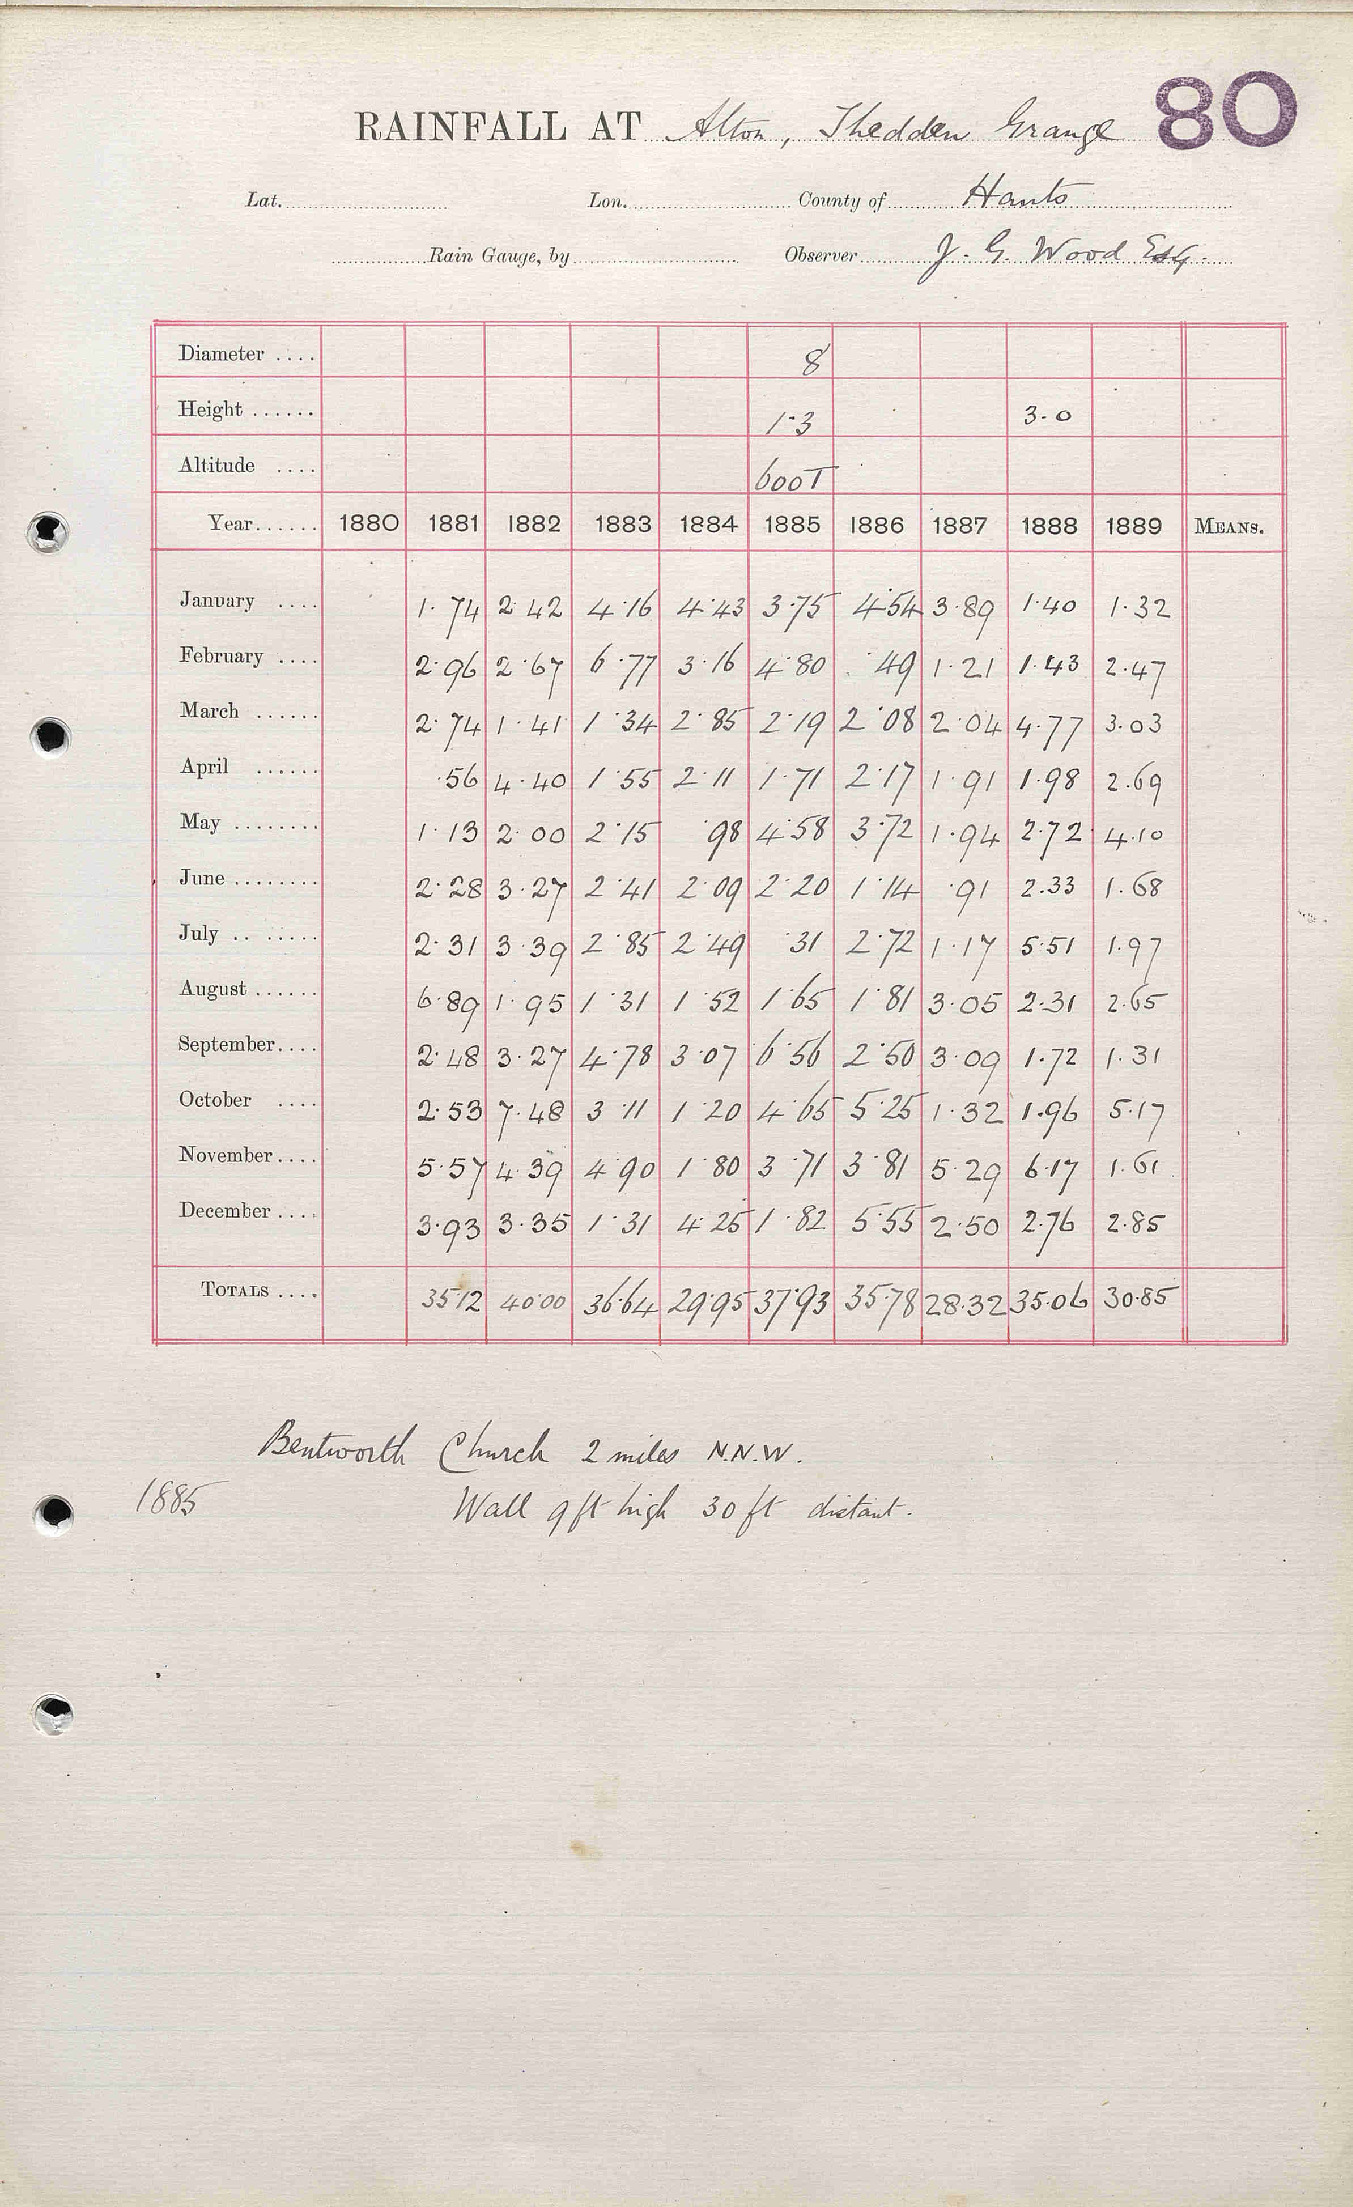 80
RAINFALL AT Alton, Thedden Grange
Lat. Lon. County of Hants
Rain Gauge, by Observer J. G. Wood Esq.
Diameter .... 8
Height ...... 1·3 3·0
Altitude .... 600T
Year...... 1880 1881 1882 1883 1884 1885 1886 1887 1888 1889 MEANS.
January .... 1·74 2·42 4·16 4·43 3·75 4·54 3·89 1·40 1·32
February .... 2·96 2·67 6·77 3·16 4·80 ·49 1·21 1·43 2·47
March ...... 2·74 1·41 1·34 2·85 2·19 2·08 2·04 4·77 3·03
April ...... ·56 4·40 1·55 2·11 1·71 2·17 1·91 1·98 2·69
May ........ 1·13 2·00 2·15 ·98 4·58 3·72 1·94 2·72 4·10
June ........ 2·28 3·27 2·41 2·09 2·20 1·14 ·91 2·33 1·68
July .. ..... 2·31 3·39 2·85 2·49 ·31 2·72 1·17 5·51 1·97
August ...... 6·89 1·95 1·31 1·52 1·65 1·81 3·05 2·31 2·65
September.... 2·48 3·27 4·78 3·07 6·56 2·50 3·09 1·72 1·31
October .... 2·53 7·48 3·11 1·20 4·65 5·25 1·32 1·96 5·17
November.... 5·57 4·39 4·90 1·80 3·71 3·81 5·29 6·17 1·61
December .... 3·93 3·35 1·31 4·25 1·82 5·55 2·50 2·76 2·85
TOTALS .... 35·12 40·00 36·64 29·95 37·93 35·78 28·32 35·06 30·85
Bentworth Church 2 miles N.N.W.
1885 Wall 9 ft high 30 ft distant.